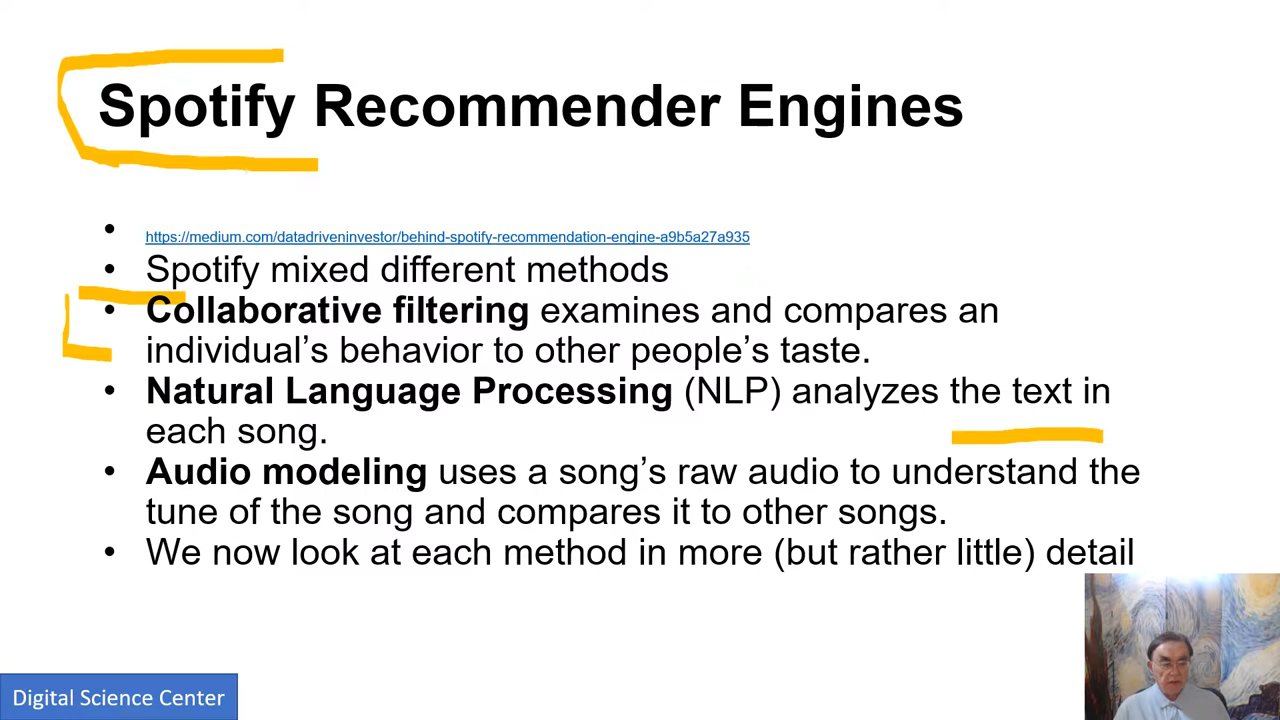 Spotify Recommender Engines
• https://medium.com/datadriveninvestor/behind-spotify-recommendation-engine-a9b5a27a935
• Spotify mixed different methods
• Collaborative filtering examines and compares an
individual’s behavior to other people’s taste.
• Natural Language Processing (NLP) analyzes the text in
each song.
• Audio modeling uses a song’s raw audio to understand the
tune of the song and compares it to other songs.
• We now look at each method in more (but rather little) detail
Digital Science Center